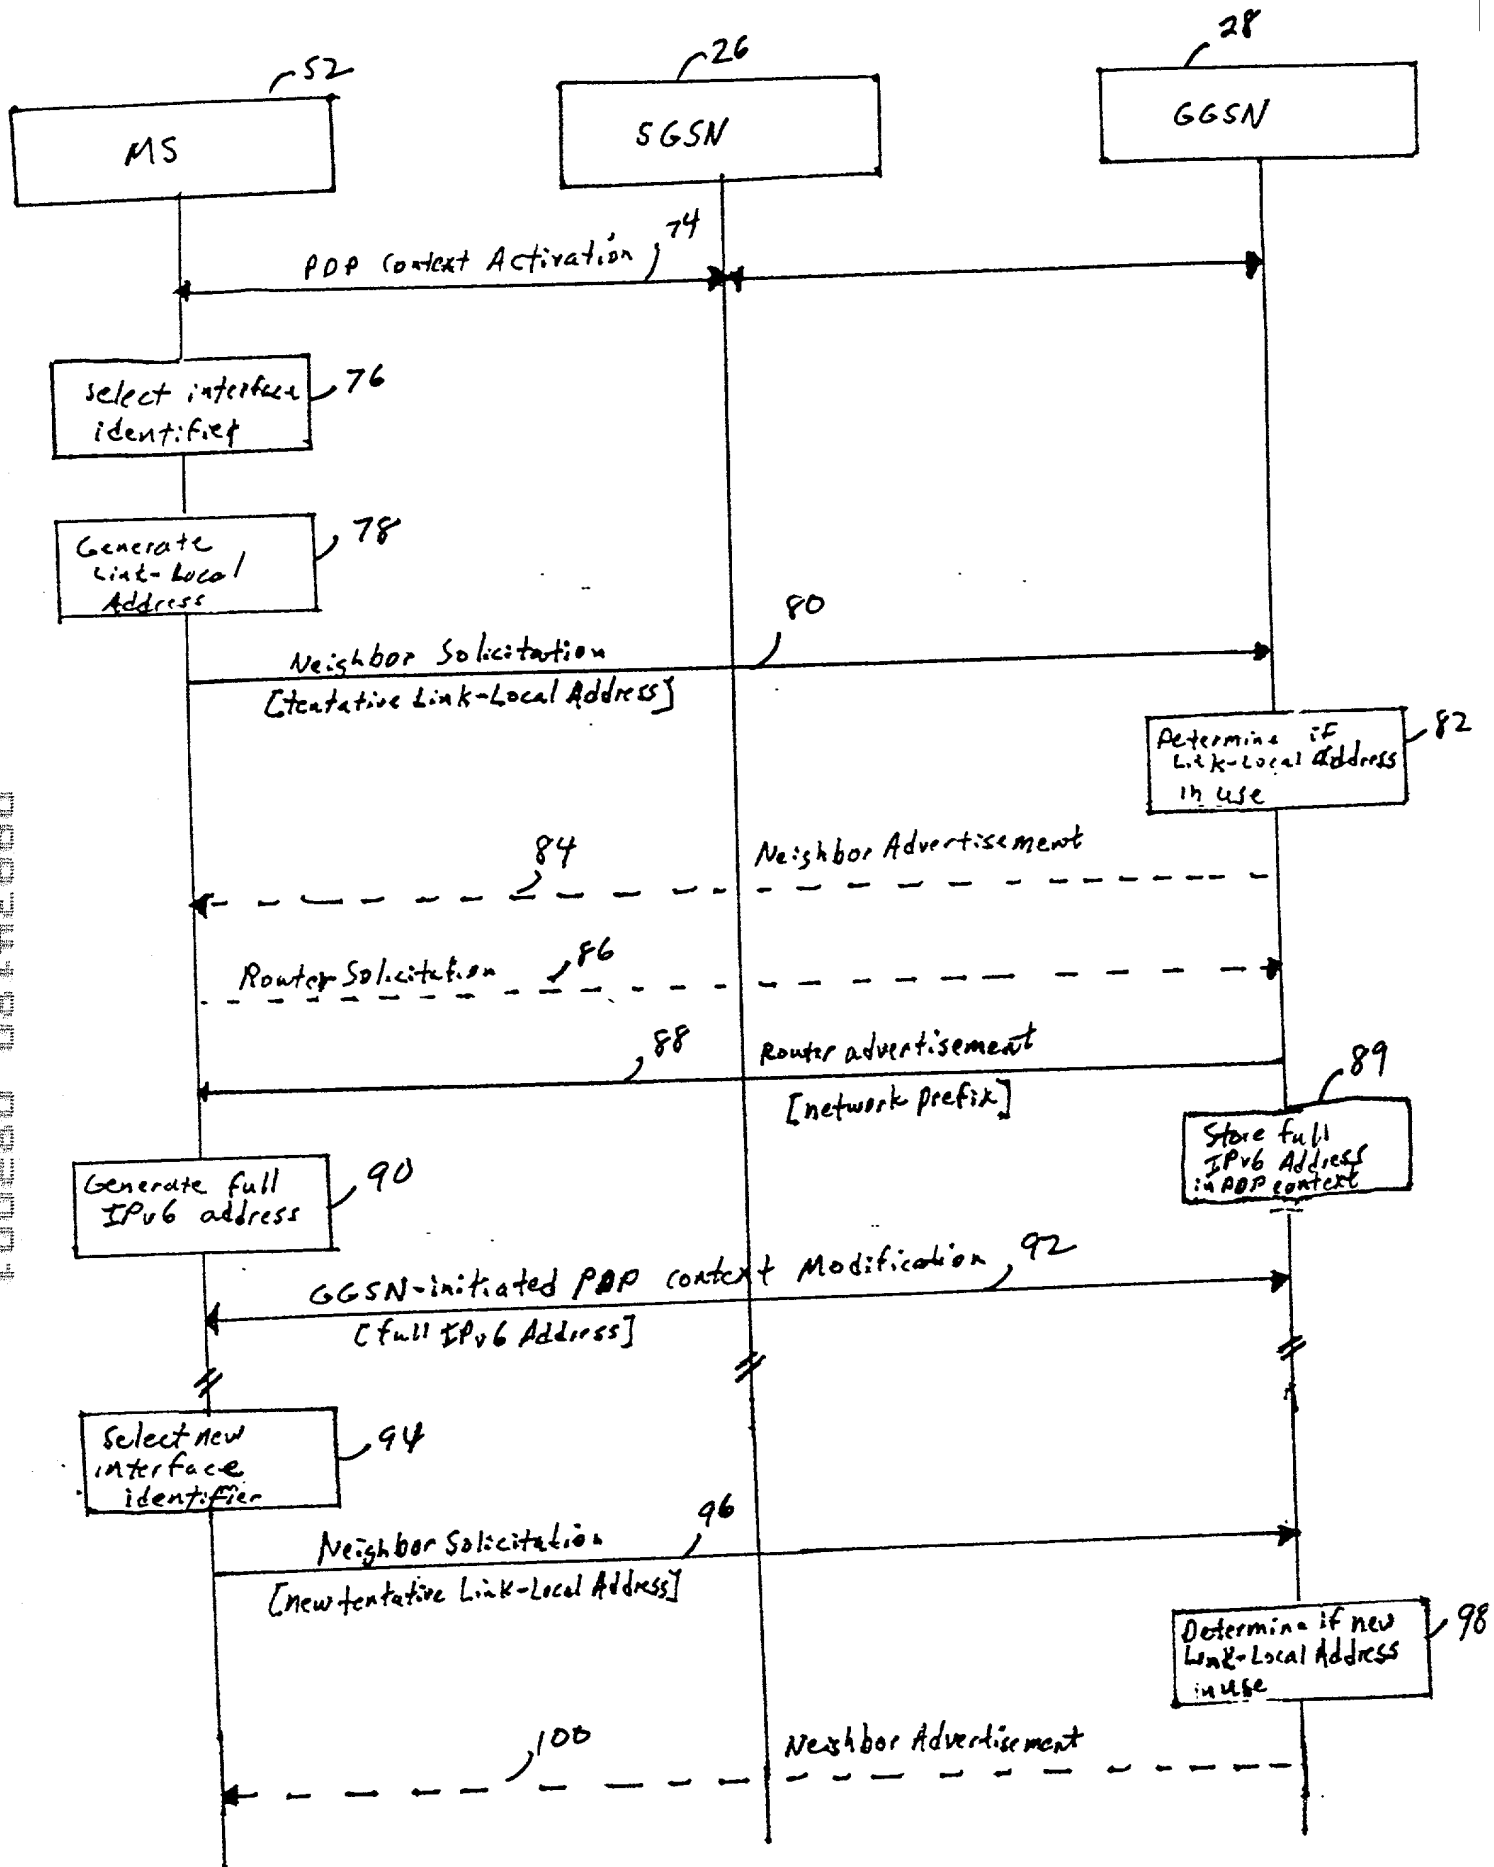 52
26
28
MS
SGSN
GGSN
74
PDP Context Activation
76
Select interface
identifier
78
Generate
Link-Local
Address
80
Neighbor Solicitation
[tentative Link-Local Address]
82
Determine if
Link-Local Address
in use
84
Neighbor Advertisement
86
Router Solicitation
88
Router advertisement
[network prefix]
89
Store full
IPv6 Address
in PDP context
90
Generate full
IPv6 address
92
GGSN-initiated PDP context Modification
[full IPv6 Address]
94
Select new
interface
identifier
96
Neighbor Solicitation
[new tentative Link-Local Address]
98
Determine if new
Link-Local Address
in use
100
Neighbor Advertisement